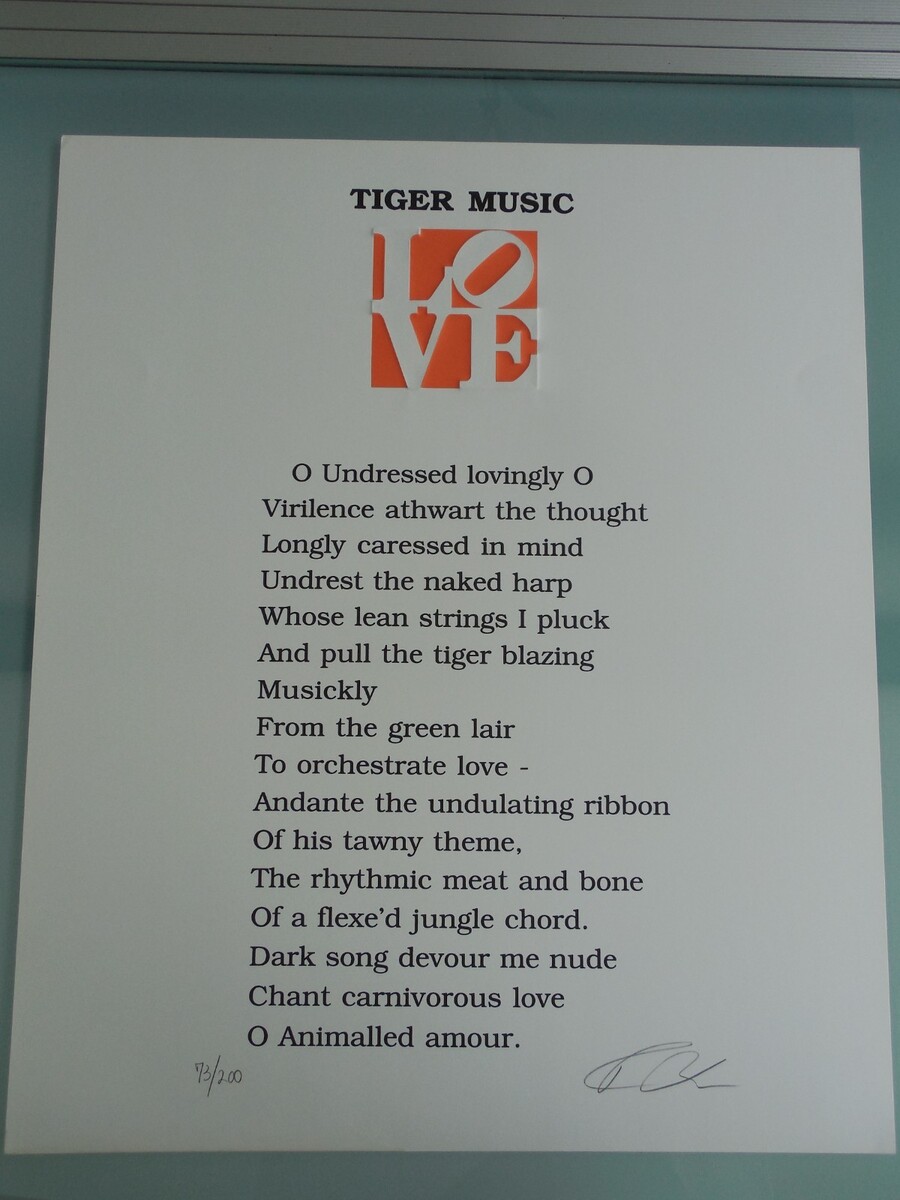 TIGER MUSIC
LO
VE
O Undressed lovingly O
Virilence athwart the thought
Longly caressed in mind
Undrest the naked harp
Whose lean strings I pluck
And pull the tiger blazing
Musickly
From the green lair
To orchestrate love -
Andante the undulating ribbon
Of his tawny theme,
The rhythmic meat and bone
Of a flexe'd jungle chord.
Dark song devour me nude
Chant carnivorous love
O Animalled amour.
73/200